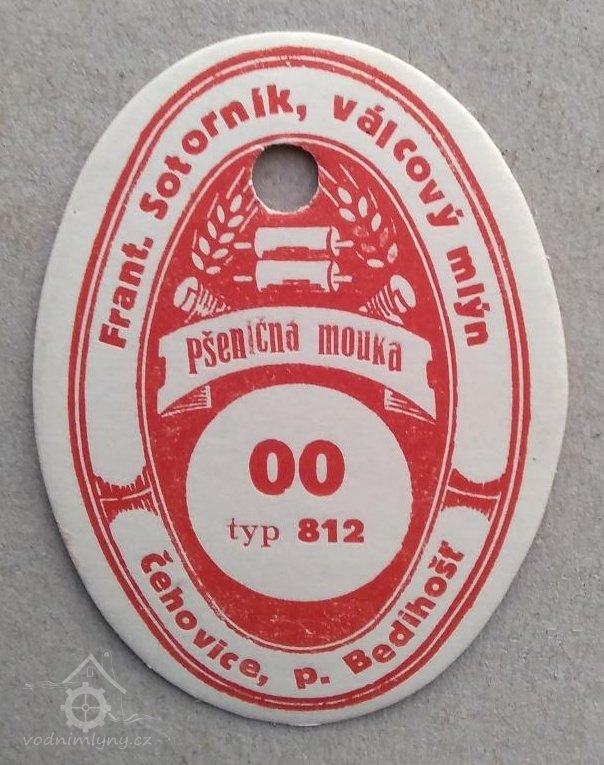 Frant. Sotorník, válcový mlýn
pšeničná mouka
00
typ 812
Čehovice, p. Bedihošť
vodnimlyny.cz